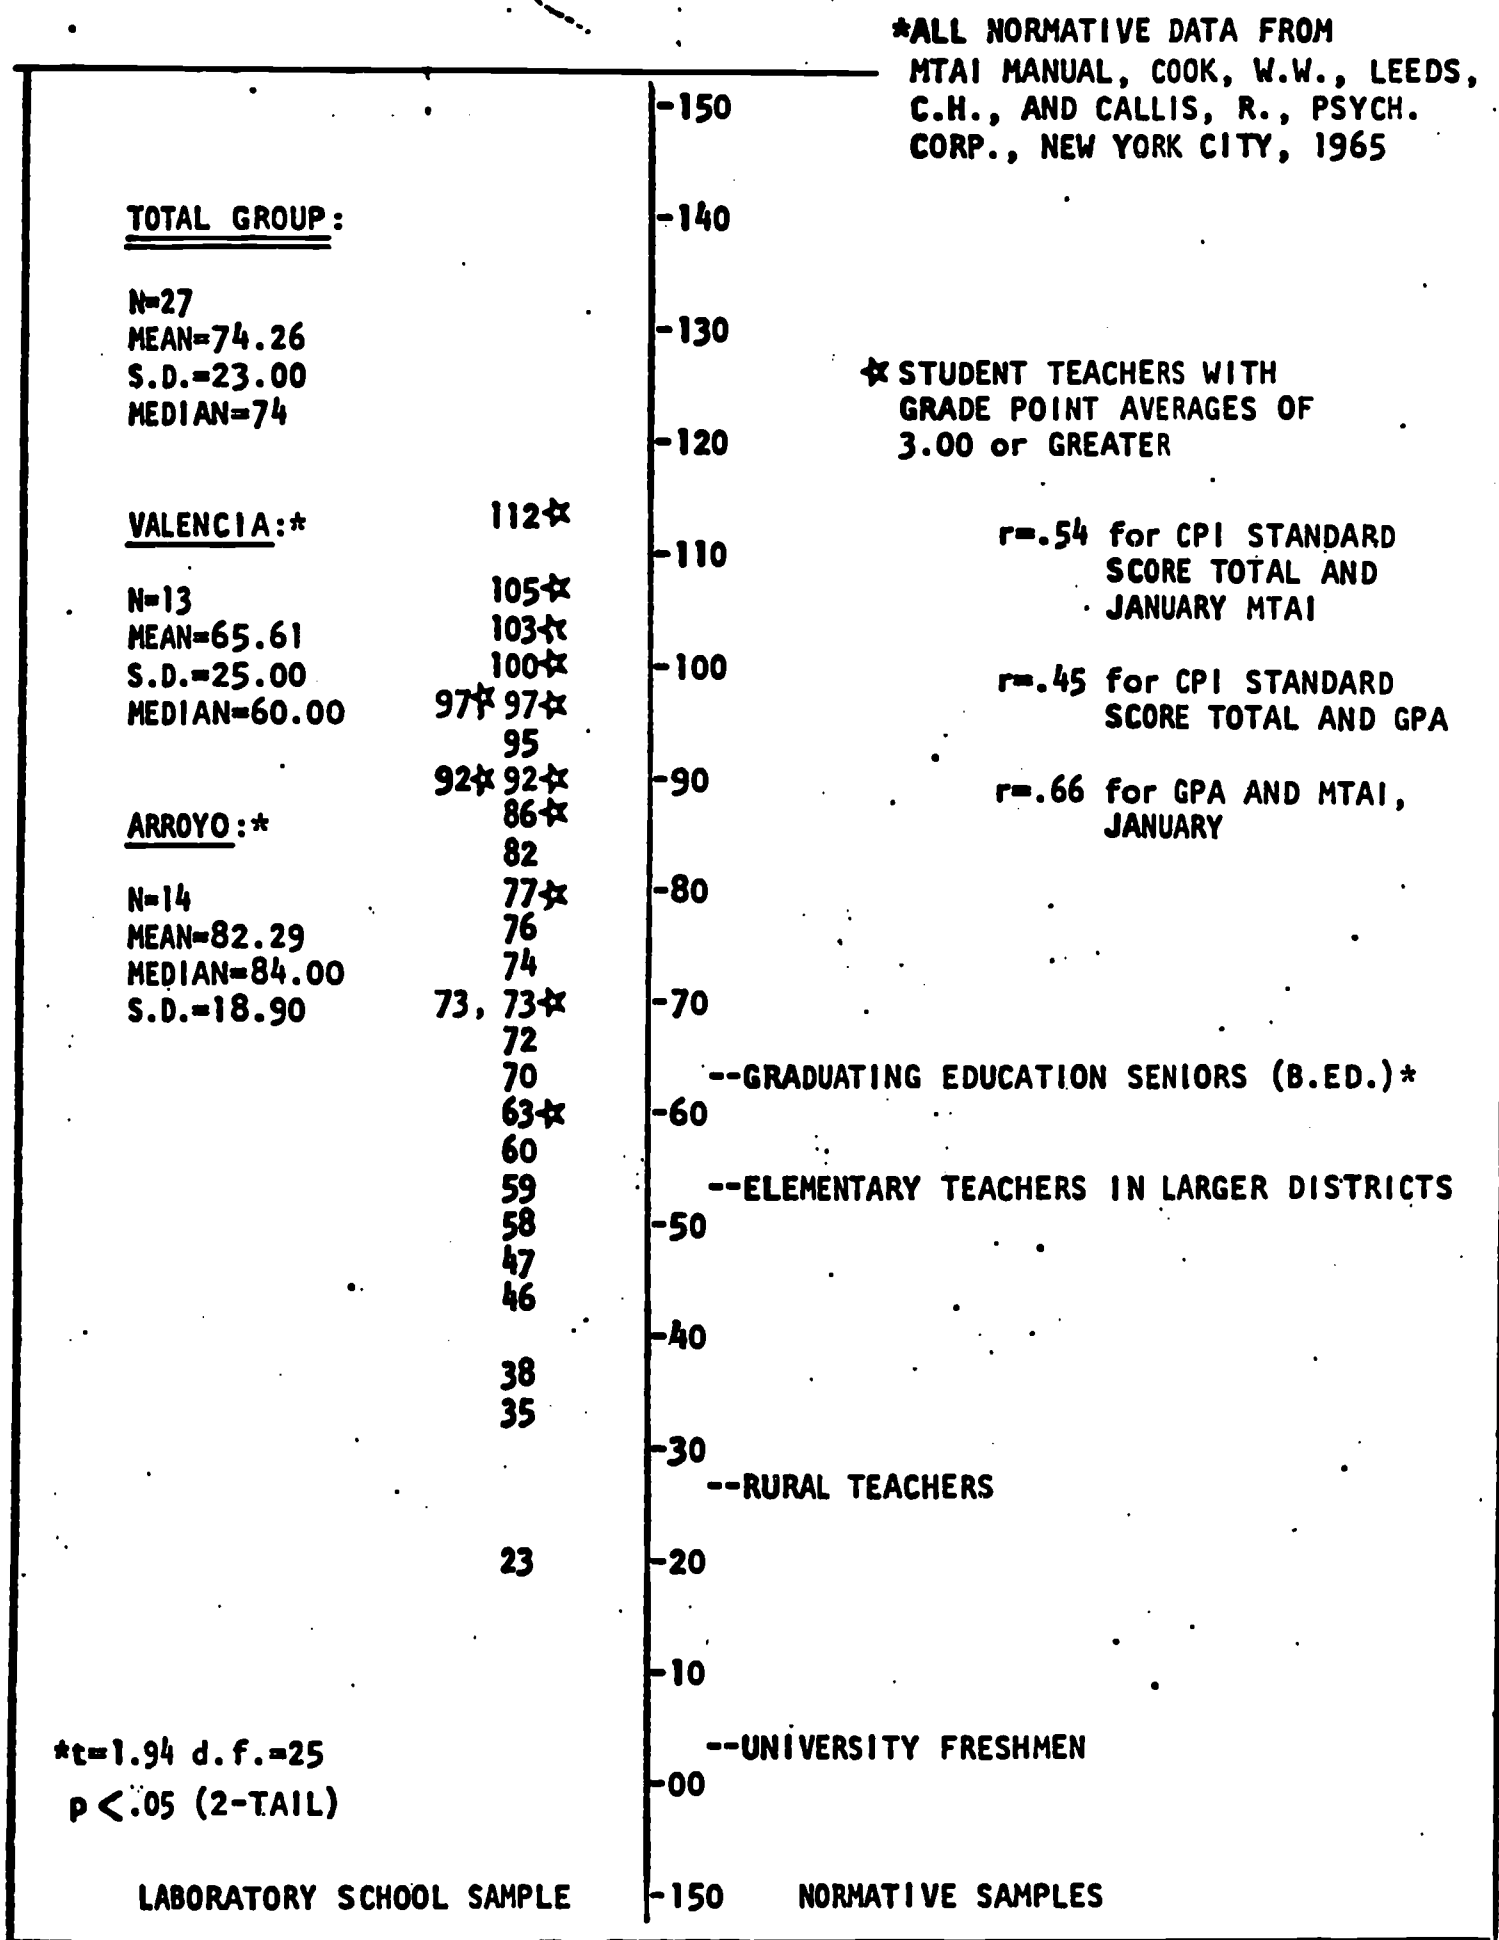 *ALL NORMATIVE DATA FROM
MTAI MANUAL, COOK, W.W., LEEDS,
C.H., AND CALLIS, R., PSYCH.
CORP., NEW YORK CITY, 1965
TOTAL GROUP:
N=27
MEAN=74.26
S.D.=23.00
MEDIAN=74
VALENCIA:*
N=13
MEAN=65.61
S.D.=25.00
MEDIAN=60.00
ARROYO:*
N=14
MEAN=82.29
MEDIAN=84.00
S.D.=18.90
*t=1.94 d.f.=25
p<.05 (2-TAIL)
112☆
105☆
103☆
100☆
97☆ 97☆
95
92☆ 92☆
86☆
82
77☆
76
74
73, 73☆
72
70
63☆
60
59
58
47
46
38
35
23
LABORATORY SCHOOL SAMPLE
-150
-140
-130
-120
-110
-100
-90
-80
-70
-60
-50
-40
-30
-20
-10
-00
-150
☆ STUDENT TEACHERS WITH
GRADE POINT AVERAGES OF
3.00 or GREATER
r=.54 for CPI STANDARD
SCORE TOTAL AND
JANUARY MTAI
r=.45 for CPI STANDARD
SCORE TOTAL AND GPA
r=.66 for GPA AND MTAI,
JANUARY
--GRADUATING EDUCATION SENIORS (B.ED.)*
--ELEMENTARY TEACHERS IN LARGER DISTRICTS
--RURAL TEACHERS
--UNIVERSITY FRESHMEN
NORMATIVE SAMPLES